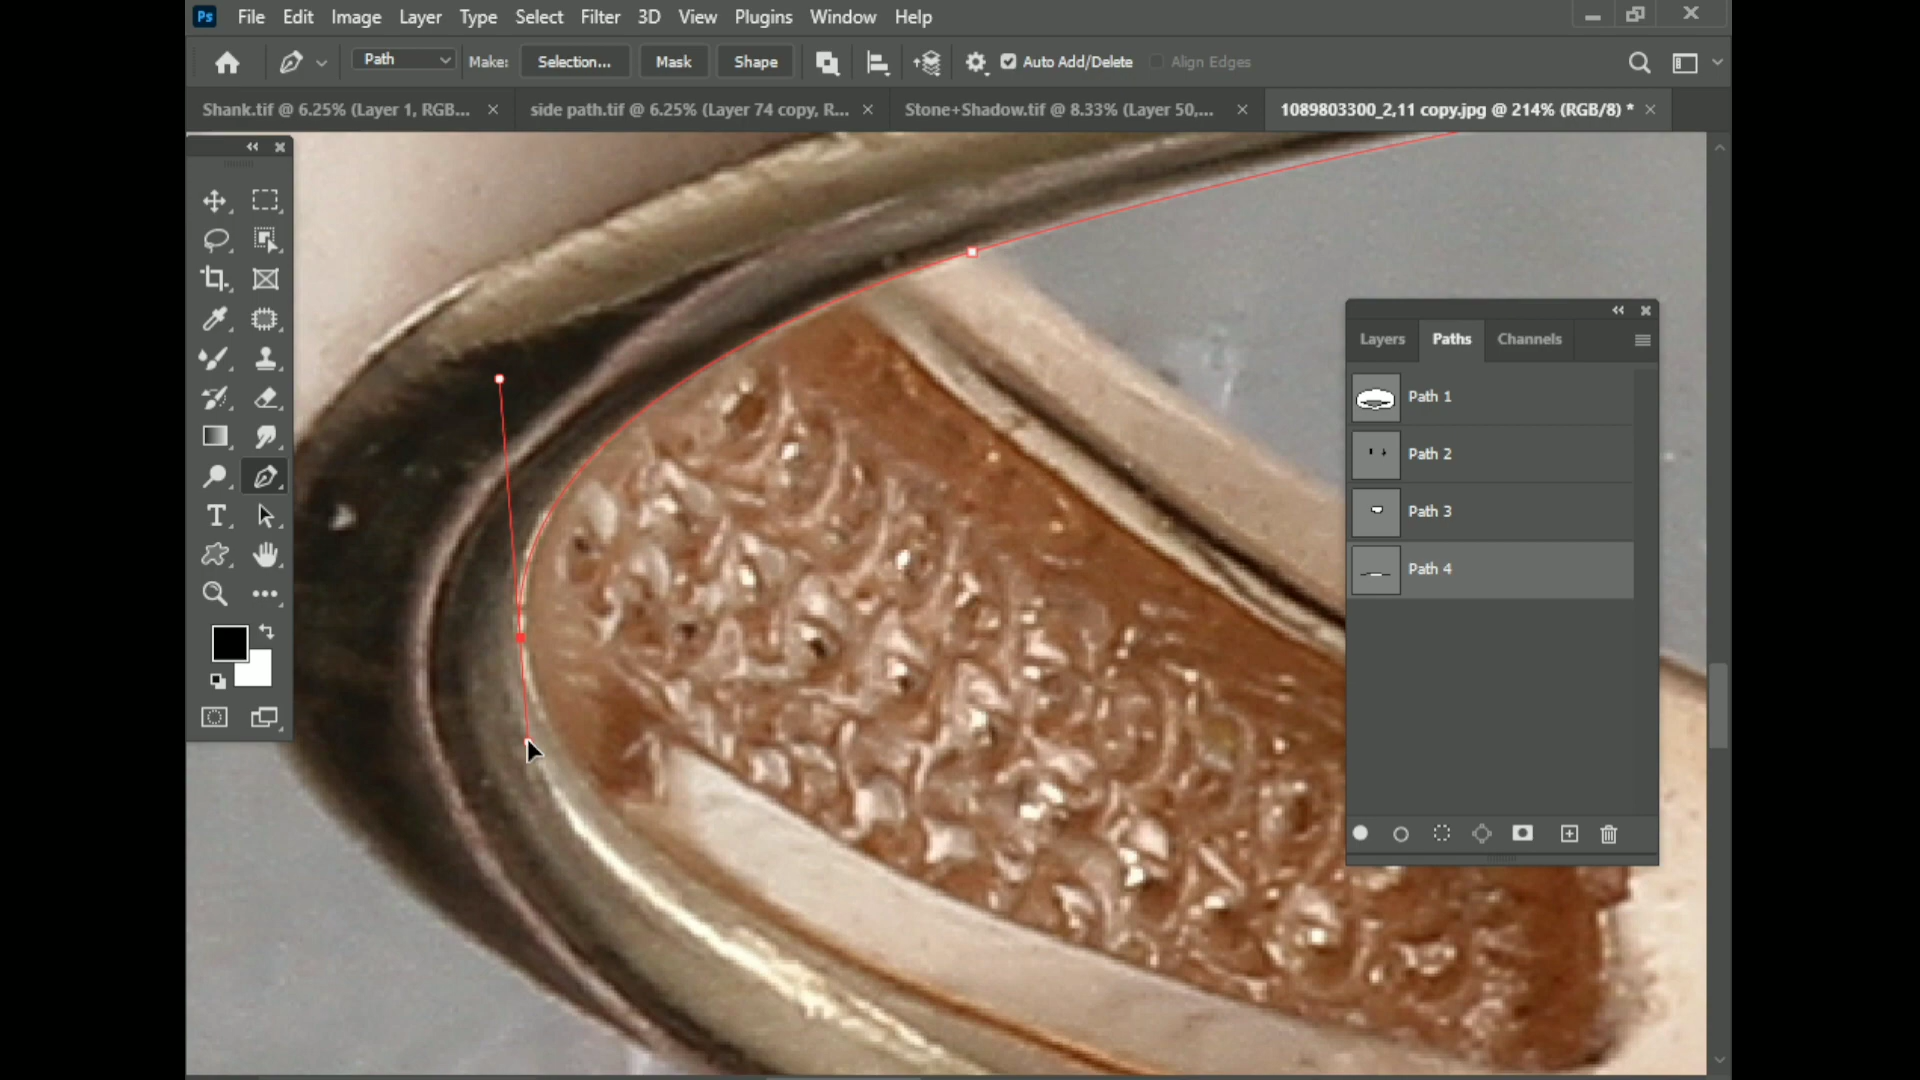 Ps File Edit Image Layer Type Select Filter 3D View Plugins Window Help
Path Make: Selection... Mask Shape Auto Add/Delete Align Edges
Shank.tif @ 6.25% (Layer 1, RGB... side path.tif @ 6.25% (Layer 74 copy, R... Stone+Shadow.tif @ 8.33% (Layer 50,... 1089803300_2,11 copy.jpg @ 214% (RGB/8) *
Layers Paths Channels
Path 1
Path 2
Path 3
Path 4